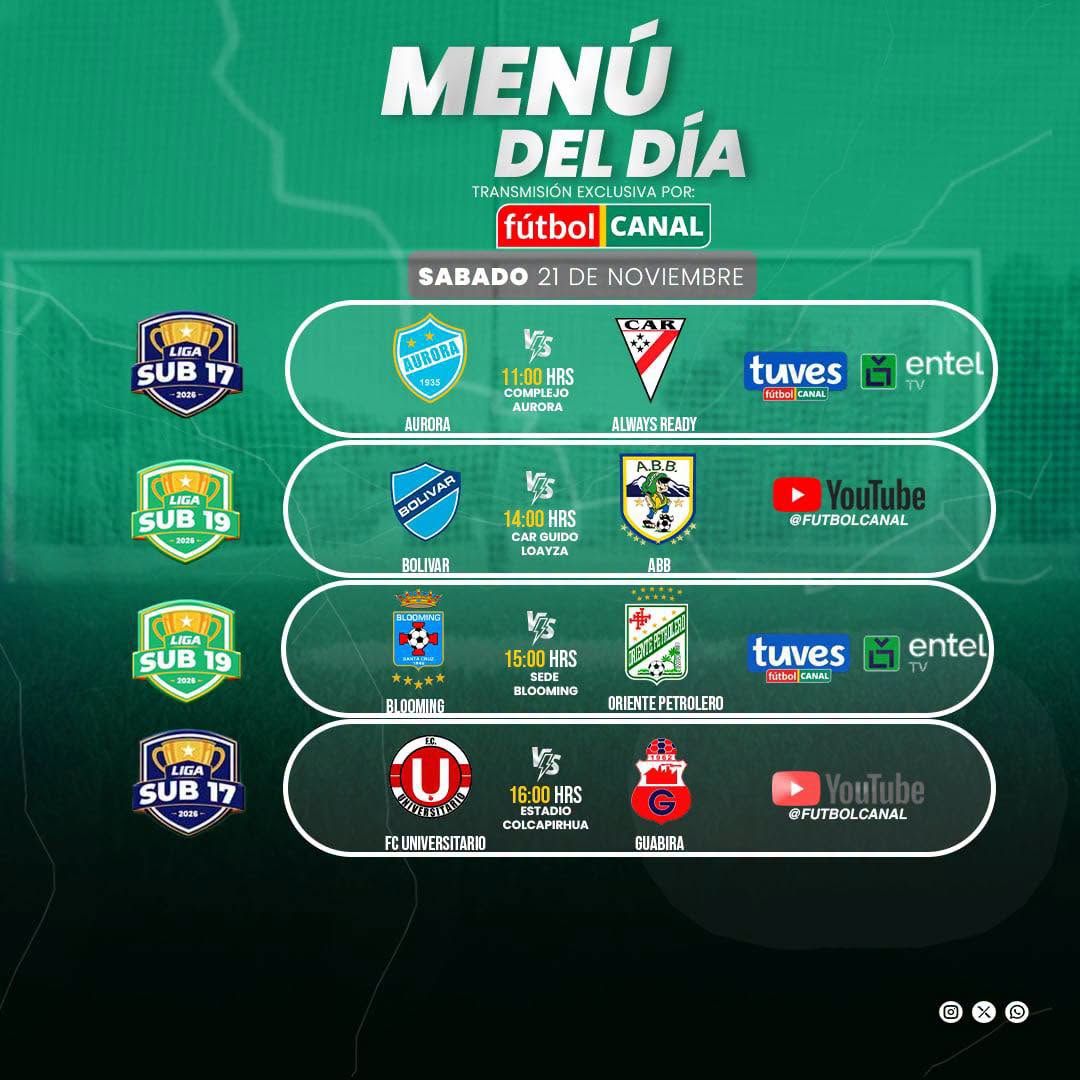 MENÚ
DEL DÍA
TRANSMISIÓN EXCLUSIVA POR:
fútbol CANAL
SABADO 21 DE NOVIEMBRE
LIGA
SUB 17
- 2026 -
AURORA
1935
VS
11:00 HRS
COMPLEJO
AURORA
CAR
AURORA
ALWAYS READY
tuves
fútbol CANAL
entel
TV
LIGA
SUB 19
- 2026 -
BOLIVAR
VS
14:00 HRS
CAR GUIDO
LOAYZA
A.B.B.
BOLIVAR
ABB
YouTube
@FUTBOLCANAL
LIGA
SUB 19
- 2026 -
BLOOMING
SANTA CRUZ
1946
VS
15:00 HRS
SEDE
BLOOMING
ORIENTE PETROLERO
BLOOMING
ORIENTE PETROLERO
tuves
fútbol CANAL
entel
TV
LIGA
SUB 17
- 2026 -
F.C.
U
UNIVERSITARIO
VS
16:00 HRS
ESTADIO
COLCAPIRHUA
1962
G
FC UNIVERSITARIO
GUABIRA
YouTube
@FUTBOLCANAL